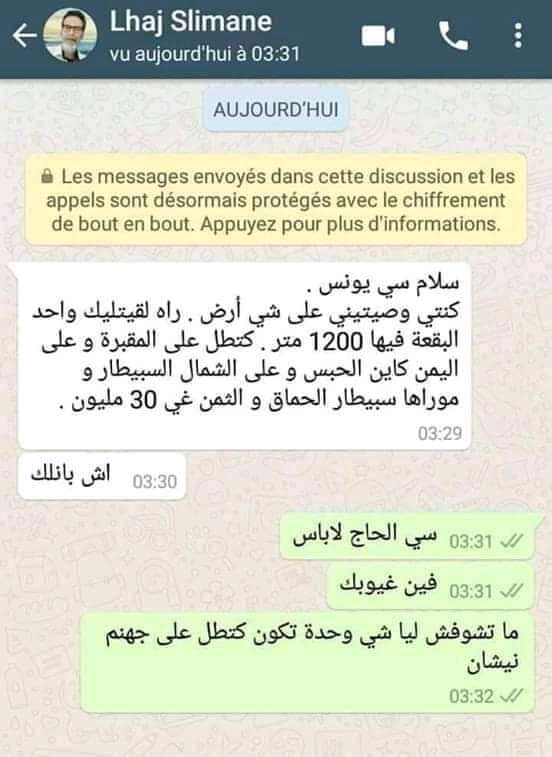 Lhaj Slimane
vu aujourd'hui à 03:31
AUJOURD'HUI
Les messages envoyés dans cette discussion et les
appels sont désormais protégés avec le chiffrement
de bout en bout. Appuyez pour plus d'informations.
سلام سي يونس .
كنتي وصيتيني على شي أرض . راه لقيتليك واحد
البقعة فيها 1200 متر . كتطل على المقبرة و على
اليمن كاين الحبس و على الشمال السبيطار و
موراها سبيطار الحماق و الثمن غي 30 مليون .
03:29
اش بانلك
03:30
سي الحاج لاباس
03:31
فين غيوبك
03:31
ما تشوفش ليا شي وحدة تكون كتطل على جهنم
نيشان
03:32